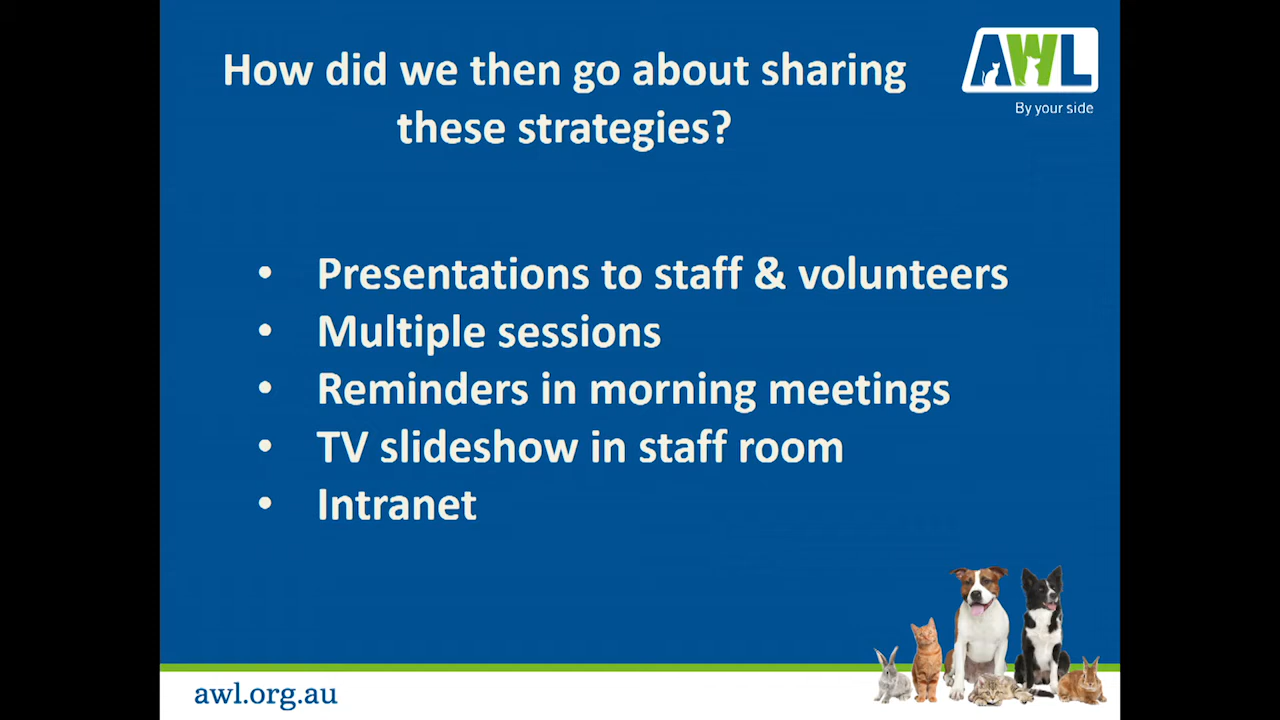 How did we then go about sharing
these strategies?
AWL
By your side
• Presentations to staff & volunteers
• Multiple sessions
• Reminders in morning meetings
• TV slideshow in staff room
• Intranet
awl.org.au